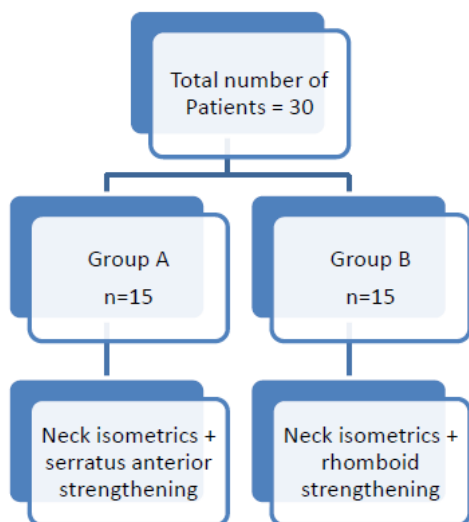 Total number of
Patients = 30
Group A
n=15
Group B
n=15
Neck isometrics +
serratus anterior
strengthening
Neck isometrics +
rhomboid
strengthening